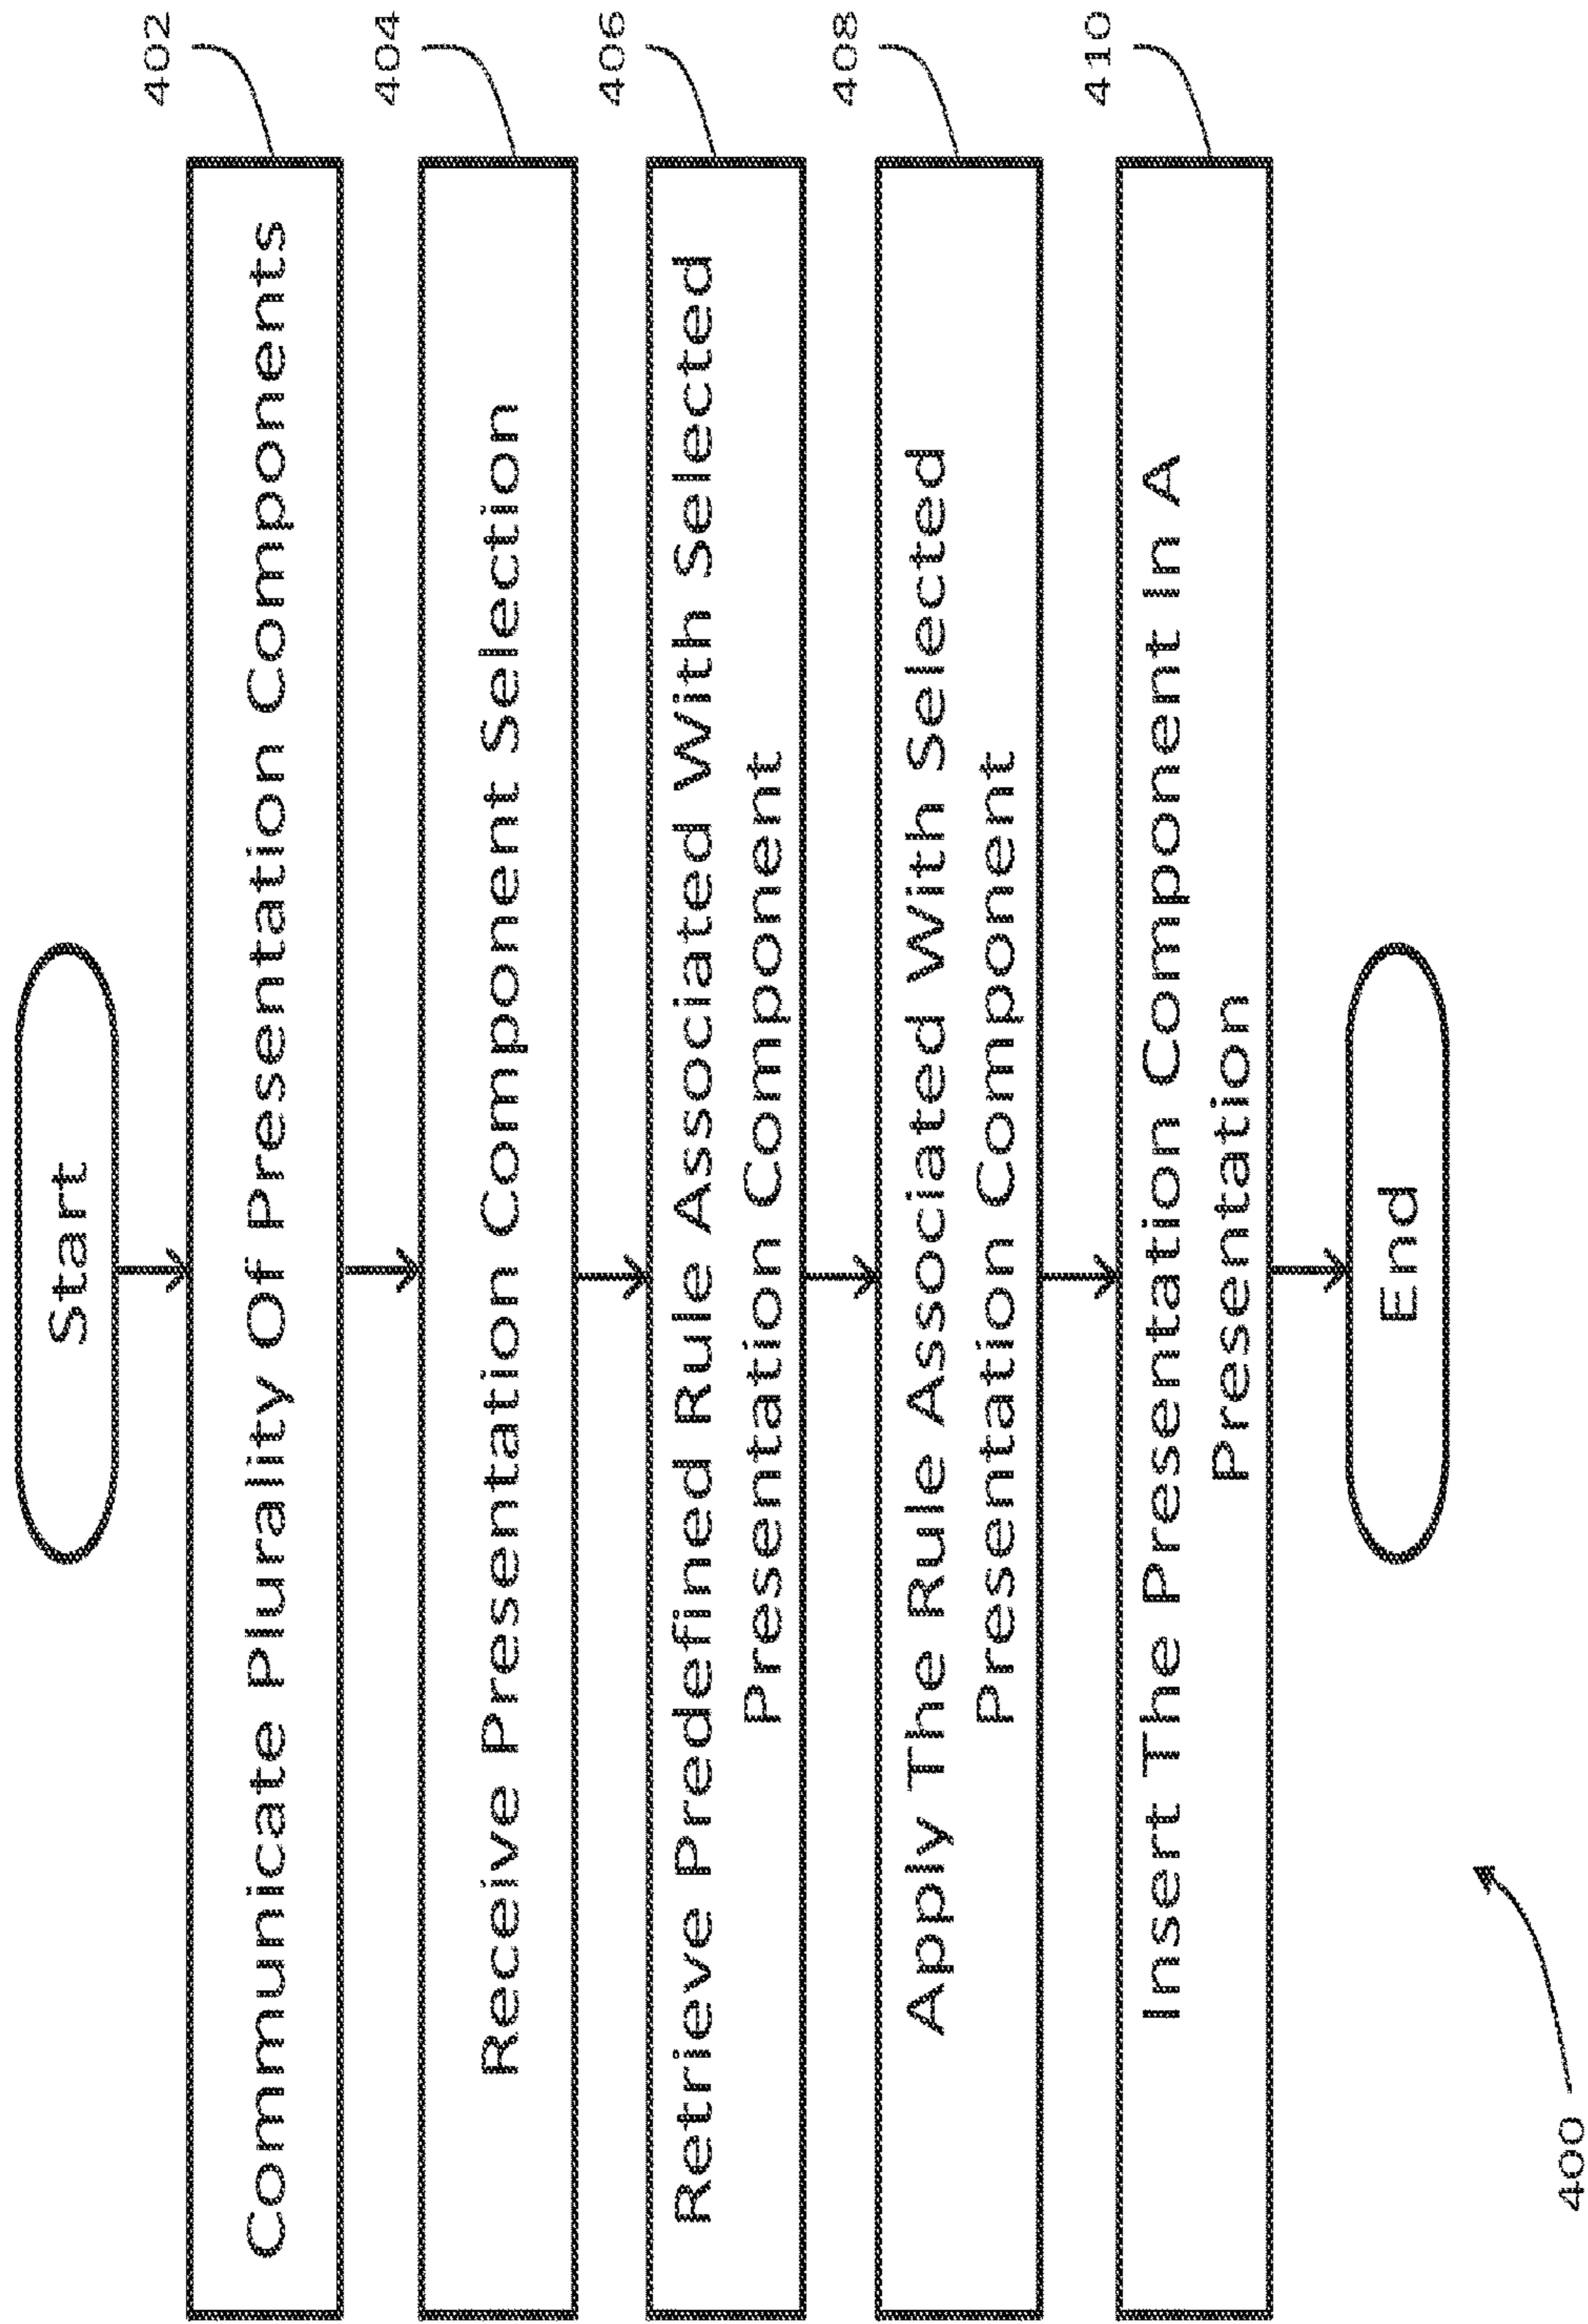 Start
Communicate Plurality Of Presentation Components
402
Receive Presentation Component Selection
404
Retrieve Predefined Rule Associated With Selected
Presentation Component
406
Apply The Rule Associated With Selected
Presentation Component
408
Insert The Presentation Component In A
Presentation
410
End
400